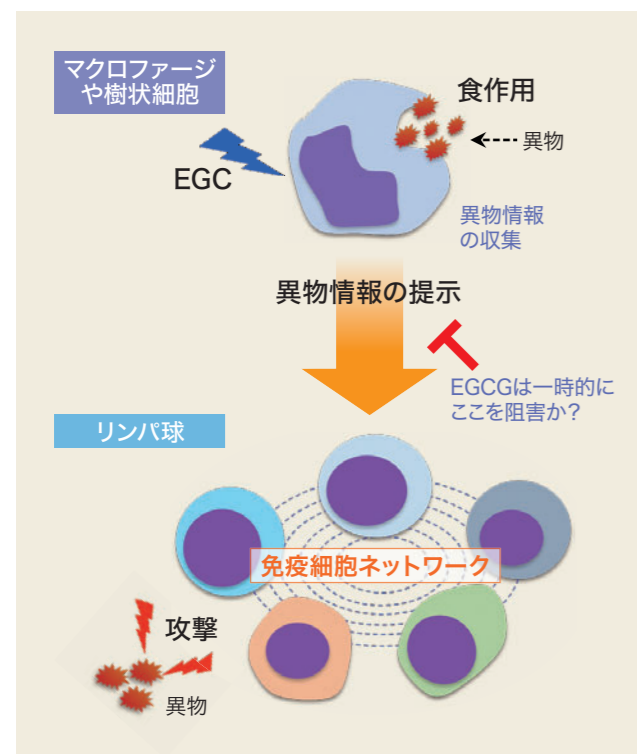 マクロファージ
や樹状細胞
食作用
異物
EGC
異物情報
の収集
異物情報の提示
EGCGは一時的に
ここを阻害か？
リンパ球
免疫細胞ネットワーク
攻撃
異物